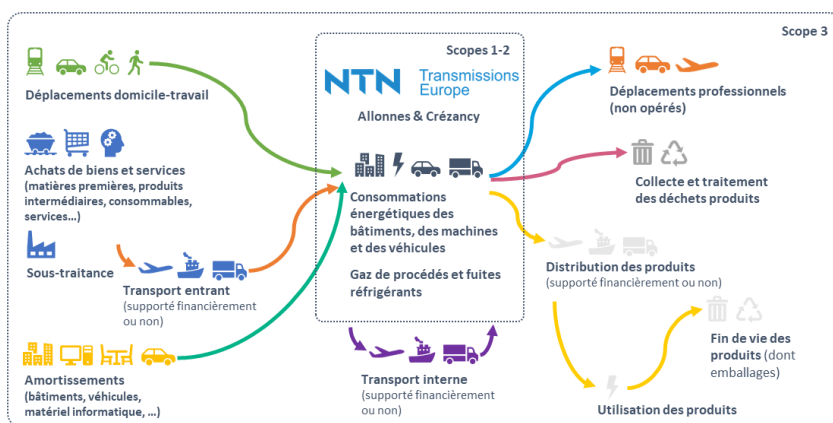 Scope 3
Scopes 1-2
NTN Transmissions
Europe
Allonnes & Crézancy
Déplacements domicile-travail
Achats de biens et services
(matières premières, produits
intermédiaires, consommables,
services...)
Sous-traitance
Transport entrant
(supporté financièrement
ou non)
Amortissements
(bâtiments, véhicules,
matériel informatique, ...)
Consommations
énergétiques des
bâtiments, des machines
et des véhicules
Gaz de procédés et fuites
réfrigérants
Transport interne
(supporté financièrement
ou non)
Déplacements professionnels
(non opérés)
Collecte et traitement
des déchets produits
Distribution des produits
(supporté financièrement ou non)
Fin de vie des
produits (dont
emballages)
Utilisation des produits